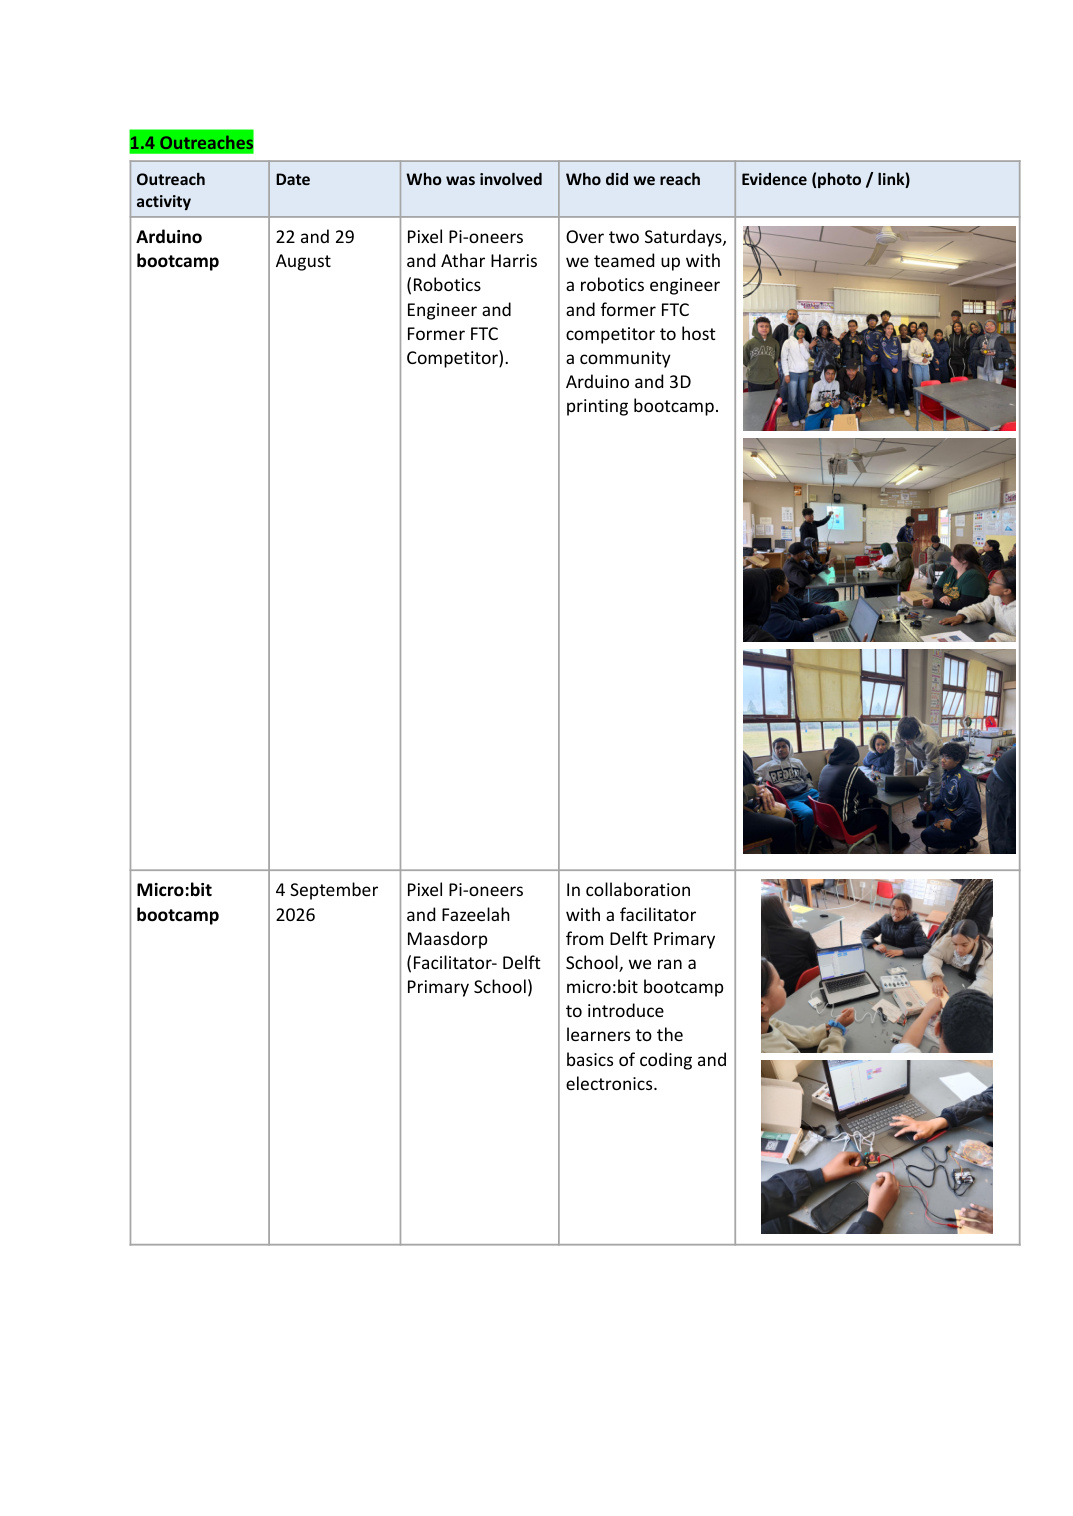 1.4 Outreaches
Outreach
activity
Date
Who was involved
Who did we reach
Evidence (photo / link)
Arduino
bootcamp
22 and 29
August
Pixel Pi-oneers
and Athar Harris
(Robotics
Engineer and
Former FTC
Competitor).
Over two Saturdays,
we teamed up with
a robotics engineer
and former FTC
competitor to host
a community
Arduino and 3D
printing bootcamp.
Micro:bit
bootcamp
4 September
2026
Pixel Pi-oneers
and Fazeelah
Maasdorp
(Facilitator- Delft
Primary School)
In collaboration
with a facilitator
from Delft Primary
School, we ran a
micro:bit bootcamp
to introduce
learners to the
basics of coding and
electronics.